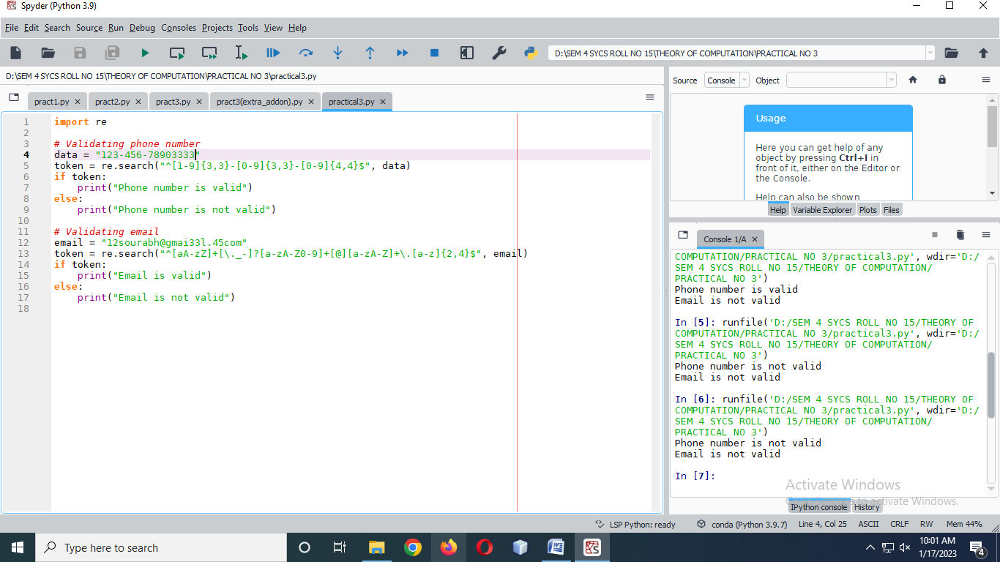 Spyder (Python 3.9)
File Edit Search Source Run Debug Consoles Projects Tools View Help
D:\SEM 4 SYCS ROLL NO 15\THEORY OF COMPUTATION\PRACTICAL NO 3
D:\SEM 4 SYCS ROLL NO 15\THEORY OF COMPUTATION\PRACTICAL NO 3\practical3.py
pract1.py pract2.py pract3.py pract3(extra_addon).py practical3.py
1 import re
2
3 # Validating phone number
4 data = "123-456-78903333"
5 token = re.search("^[1-9]{3,3}-[0-9]{3,3}-[0-9]{4,4}$", data)
6 if token:
7 print("Phone number is valid")
8 else:
9 print("Phone number is not valid")
10
11 # Validating email
12 email = "12sourabh@gmai33l.45com"
13 token = re.search("^[aA-zZ]+[\._-]?[a-zA-Z0-9]+[@][a-zA-Z]+\.[a-z]{2,4}$", email)
14 if token:
15 print("Email is valid")
16 else:
17 print("Email is not valid")
18
Source Console Object
Usage
Here you can get help of any
object by pressing Ctrl+I in
front of it, either on the Editor or
the Console.
Help can also be shown
Help Variable Explorer Plots Files
Console 1/A
COMPUTATION/PRACTICAL NO 3/practical3.py', wdir='D:/
SEM 4 SYCS ROLL NO 15/THEORY OF COMPUTATION/
PRACTICAL NO 3')
Phone number is valid
Email is not valid
In [5]: runfile('D:/SEM 4 SYCS ROLL NO 15/THEORY OF
COMPUTATION/PRACTICAL NO 3/practical3.py', wdir='D:/
SEM 4 SYCS ROLL NO 15/THEORY OF COMPUTATION/
PRACTICAL NO 3')
Phone number is not valid
Email is not valid
In [6]: runfile('D:/SEM 4 SYCS ROLL NO 15/THEORY OF
COMPUTATION/PRACTICAL NO 3/practical3.py', wdir='D:/
SEM 4 SYCS ROLL NO 15/THEORY OF COMPUTATION/
PRACTICAL NO 3')
Phone number is not valid
Email is not valid
In [7]:
Activate Windows
to activate Windows.
IPython console History
LSP Python: ready conda (Python 3.9.7) Line 4, Col 25 ASCII CRLF RW Mem 44%
Type here to search
10:01 AM
1/17/2023
4